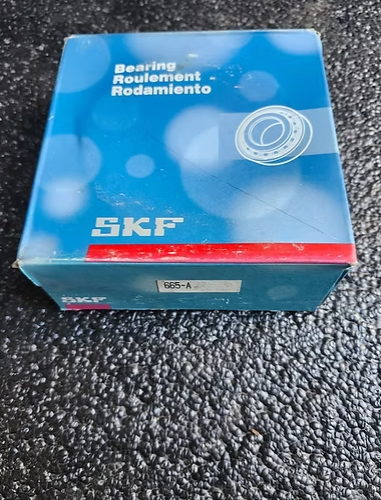 Bearing
Roulement
Rodamiento
SKF
665-A
SKF